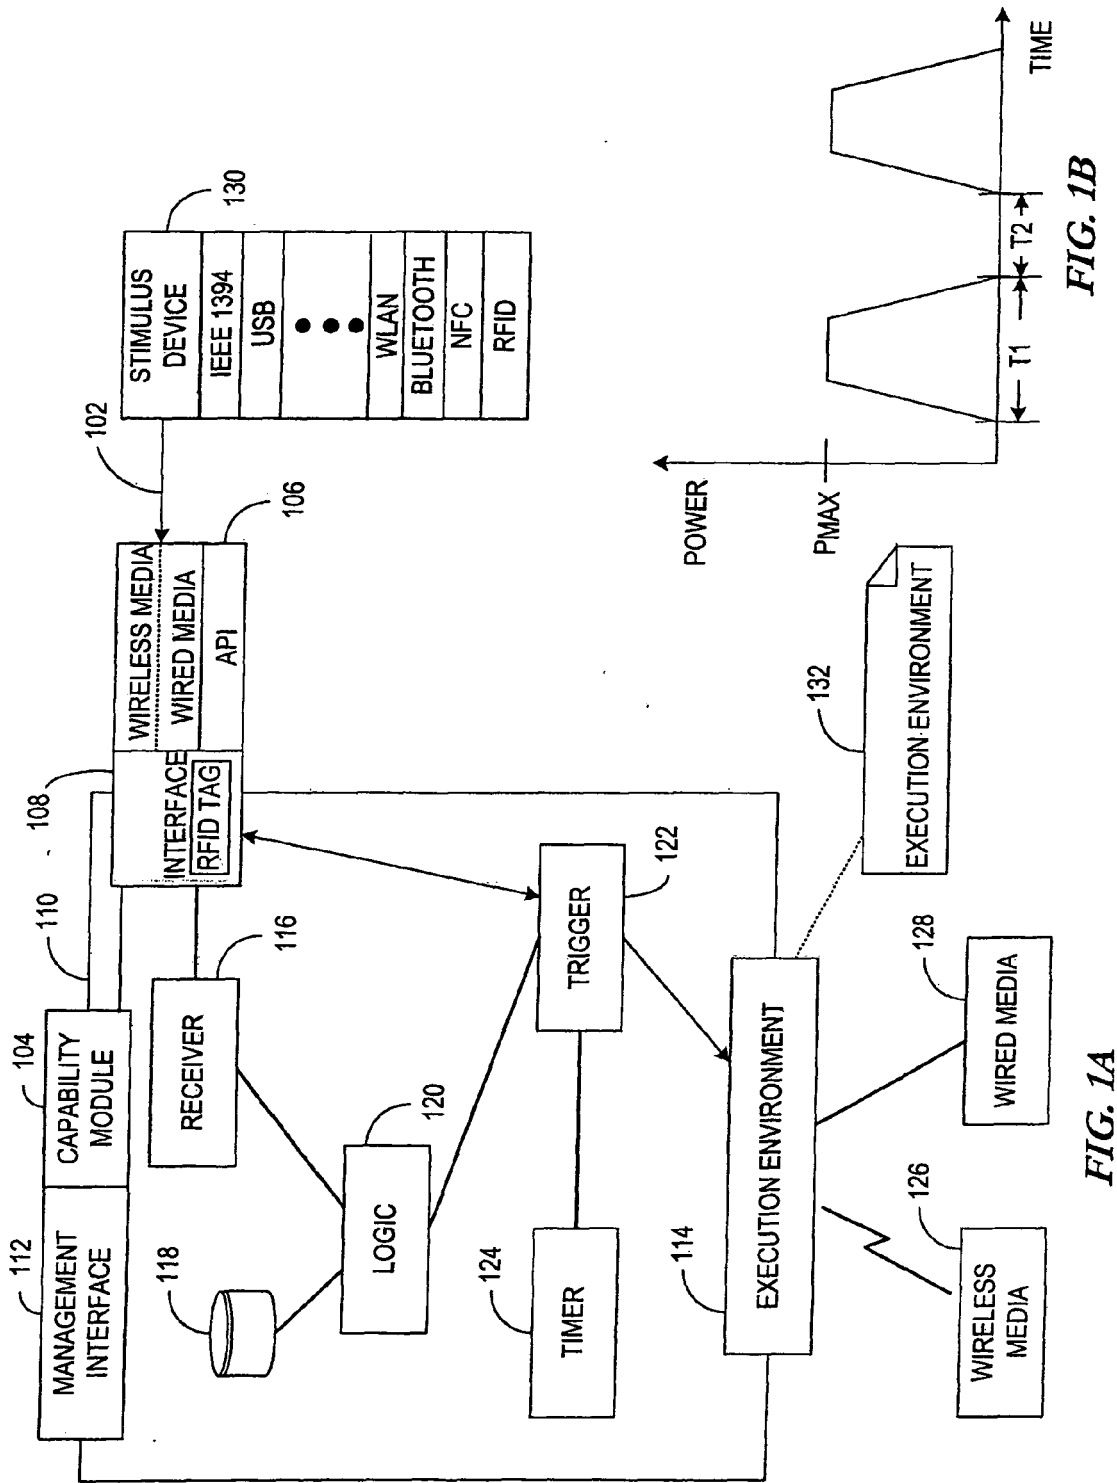 112
MANAGEMENT
INTERFACE
104
CAPABILITY
MODULE
110
108
INTERFACE
RFID TAG
WIRELESS MEDIA
WIRED MEDIA
API
106
102
STIMULUS
DEVICE
IEEE 1394
USB
WLAN
BLUETOOTH
NFC
RFID
130
118
RECEIVER
116
LOGIC
120
124
TIMER
TRIGGER
122
114
EXECUTION ENVIRONMENT
132
EXECUTION ENVIRONMENT
126
WIRELESS
MEDIA
128
WIRED MEDIA
FIG. 1A
POWER
PMAX
T1
T2
TIME
FIG. 1B